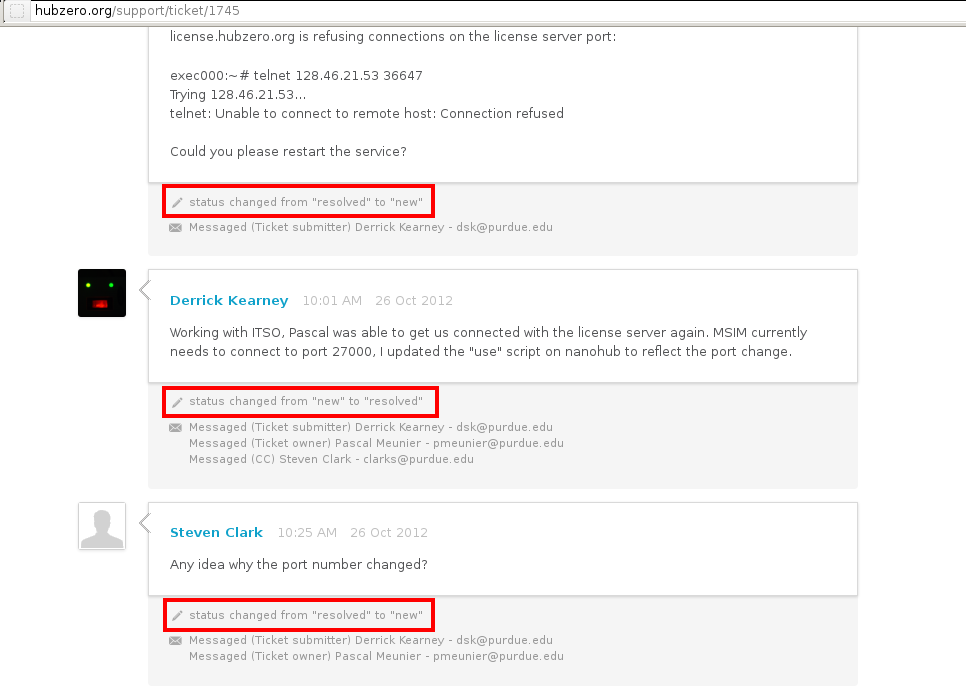 hubzero.org/support/ticket/1745
license.hubzero.org is refusing connections on the license server port:
exec000:~# telnet 128.46.21.53 36647
Trying 128.46.21.53...
telnet: Unable to connect to remote host: Connection refused
Could you please restart the service?
status changed from "resolved" to "new"
Messaged (Ticket submitter) Derrick Kearney - dsk@purdue.edu
Derrick Kearney 10:01 AM 26 Oct 2012
Working with ITSO, Pascal was able to get us connected with the license server again. MSIM currently
needs to connect to port 27000, I updated the "use" script on nanohub to reflect the port change.
status changed from "new" to "resolved"
Messaged (Ticket submitter) Derrick Kearney - dsk@purdue.edu
Messaged (Ticket owner) Pascal Meunier - pmeunier@purdue.edu
Messaged (CC) Steven Clark - clarks@purdue.edu
Steven Clark 10:25 AM 26 Oct 2012
Any idea why the port number changed?
status changed from "resolved" to "new"
Messaged (Ticket submitter) Derrick Kearney - dsk@purdue.edu
Messaged (Ticket owner) Pascal Meunier - pmeunier@purdue.edu